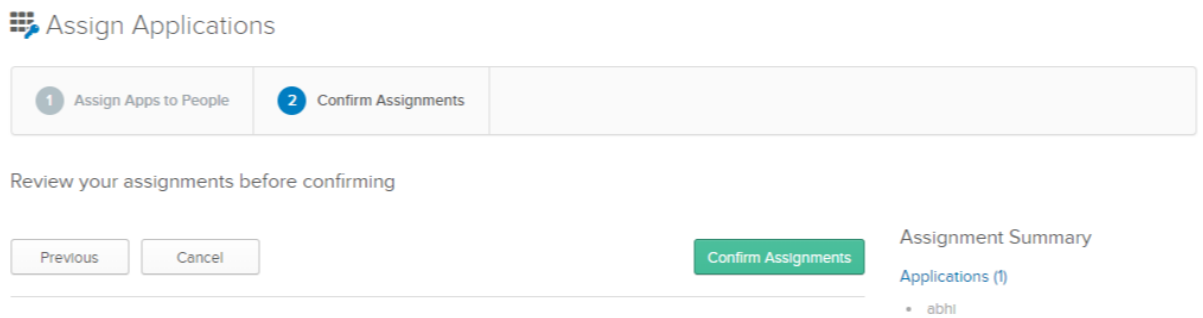 Assign Applications
1 Assign Apps to People 2 Confirm Assignments
Review your assignments before confirming
Previous Cancel Confirm Assignments
Assignment Summary
Applications (1)
• abhi